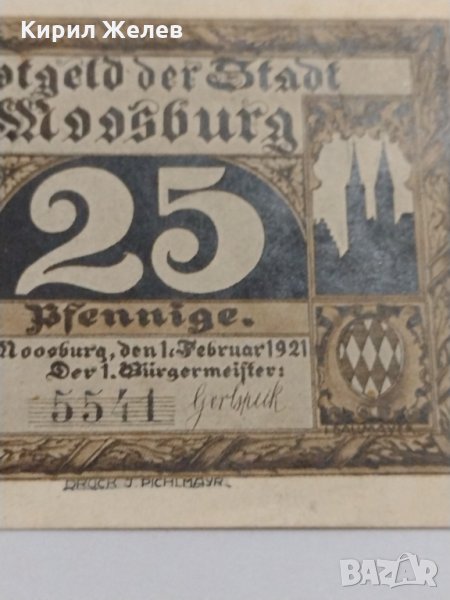 Кирил Желев
otgeld der Stadt
Moosburg
25
Pfennige.
Moosburg, den 1. Februar 1921
Der 1. Bürgermeister:
5541
DRUCK J. PICHLMAYR.
BAZAR